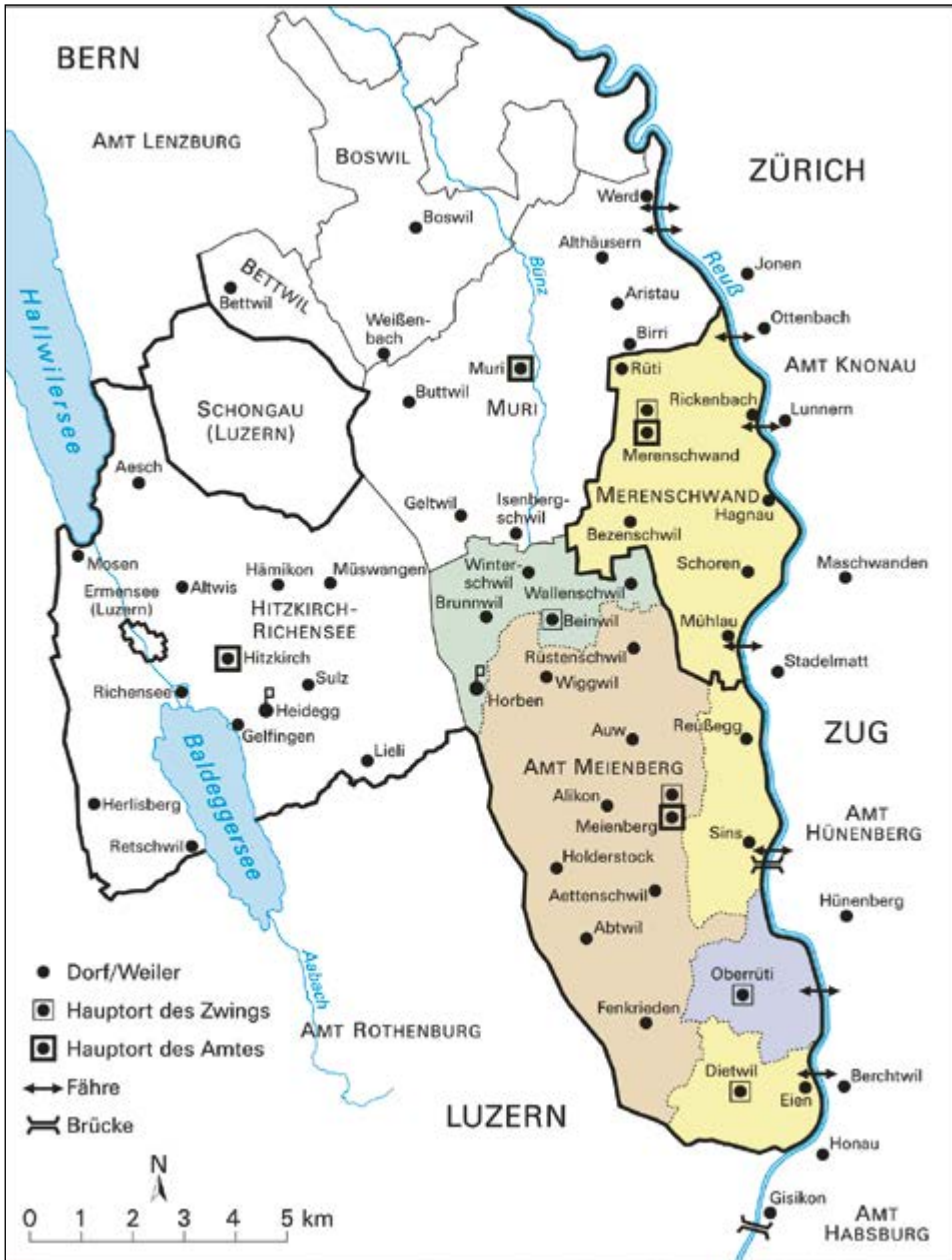 BERN
AMT LENZBURG
BOSWIL
Boswil
ZÜRICH
Werd
Althäusern
Bünz
Reuß
Jonen
BETTWIL
Bettwil
Hallwilersee
Aristau
Ottenbach
Weißen-
bach
Birri
AMT KNONAU
Muri
Rüti
Buttwil
MURI
Rickenbach
Lunnern
SCHONGAU
(LUZERN)
Merenschwand
Aesch
MERENSCHWAND
Hagnau
Geltwil
Isenberg-
schwil
Bezenschwil
Mosen
Ermensee
(Luzern)
Altwis
Hämikon
Müswangen
Winter-
schwil
Wallenschwil
Schoren
Maschwanden
HITZKIRCH-
RICHENSEE
Brunnwil
Beinwil
Mühlau
Hitzkirch
Rüstenschwil
Stadelmatt
Richensee
Sulz
Wiggwil
Heidegg
Horben
Gelfingen
Auw
Reußegg
ZUG
Lieli
AMT MEIENBERG
Baldeggersee
Herlisberg
Alikon
Meienberg
AMT
HÜNENBERG
Retschwil
Sins
Holderstock
Aettenschwil
Hünenberg
Abtwil
Aabach
Oberrüti
Fenkrieden
AMT ROTHENBURG
Dietwil
Eien
Berchtwil
LUZERN
Honau
Gisikon
AMT
HABSBURG
Dorf/Weiler
Hauptort des Zwings
Hauptort des Amtes
Fähre
Brücke
N
0 1 2 3 4 5 km